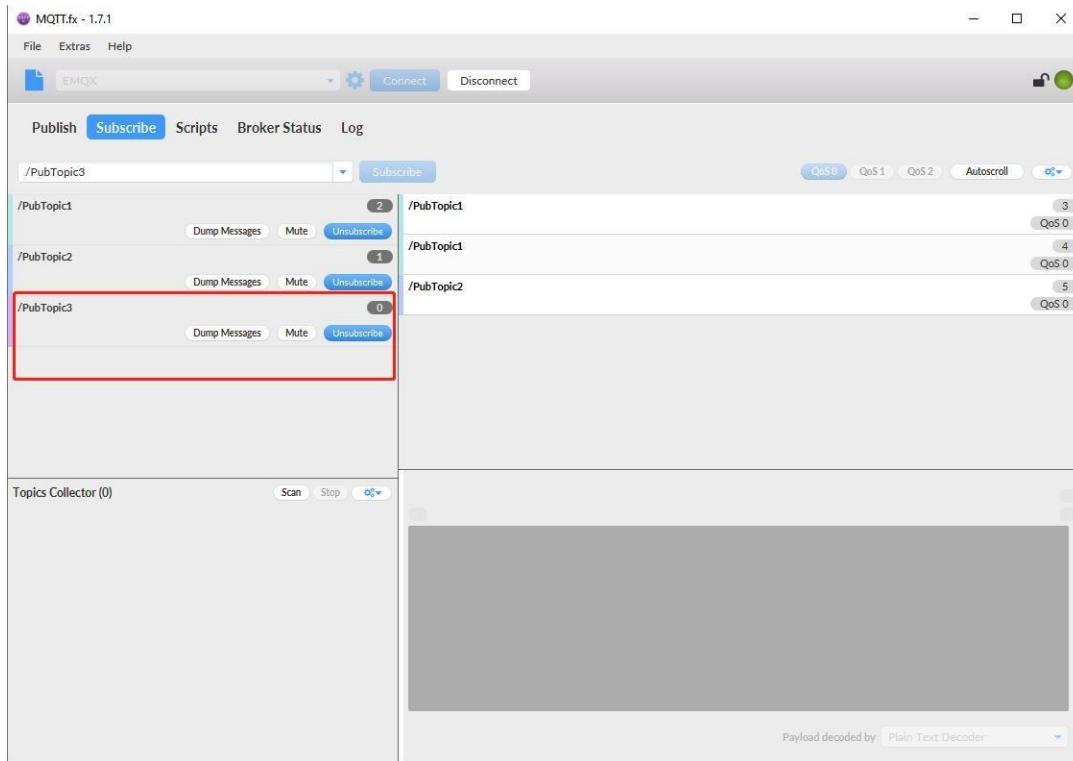 MQTT.fx - 1.7.1
File Extras Help
EMQX Connect Disconnect
Publish Subscribe Scripts Broker Status Log
/PubTopic3 Subscribe QoS 0 QoS 1 QoS 2 Autoscroll
/PubTopic1 2
Dump Messages Mute Unsubscribe
/PubTopic2 1
Dump Messages Mute Unsubscribe
/PubTopic3 0
Dump Messages Mute Unsubscribe
/PubTopic1 3
QoS 0
/PubTopic1 4
QoS 0
/PubTopic2 5
QoS 0
Topics Collector (0) Scan Stop
Payload decoded by Plain Text Decoder